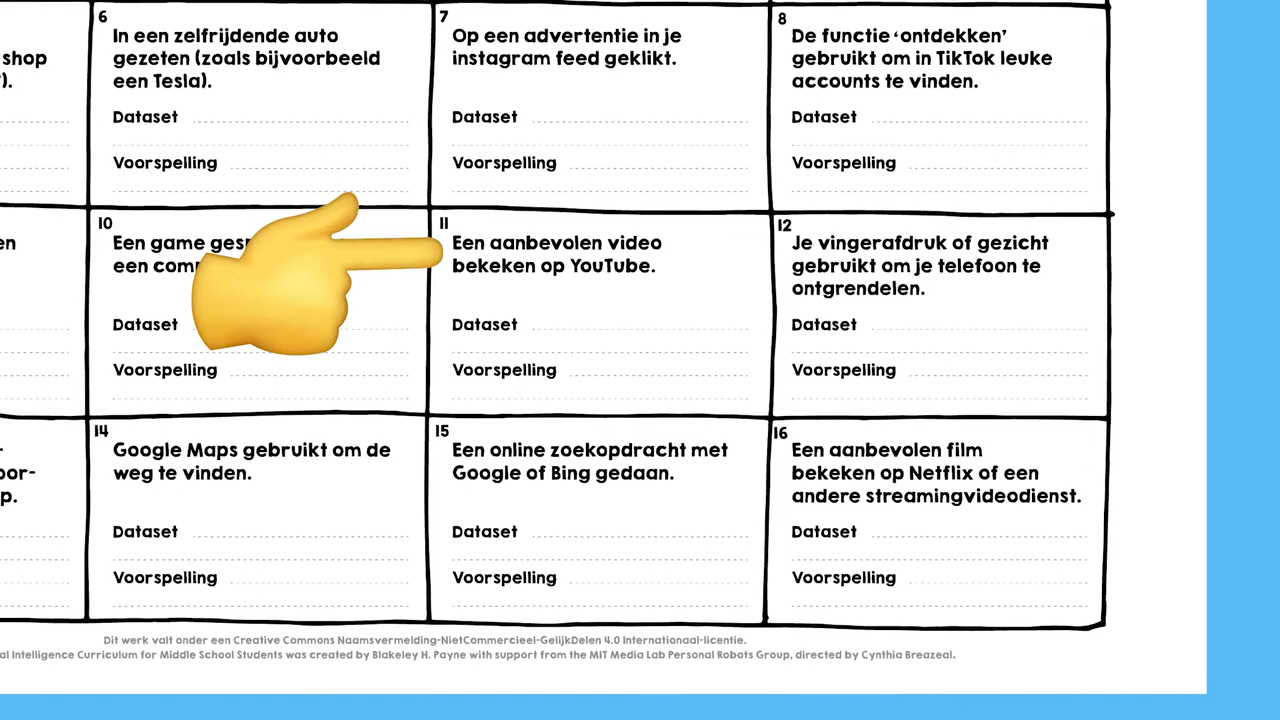 shop
).
6
In een zelfrijdende auto
gezeten (zoals bijvoorbeeld
een Tesla).
Dataset
Voorspelling
7
Op een advertentie in je
instagram feed geklikt.
Dataset
Voorspelling
8
De functie ‘ontdekken’
gebruikt om in TikTok leuke
accounts te vinden.
Dataset
Voorspelling
en
10
Een game
een
Dataset
Voorspelling
11
Een aanbevolen video
bekeken op YouTube.
Dataset
Voorspelling
12
Je vingerafdruk of gezicht
gebruikt om je telefoon te
ontgrendelen.
Dataset
Voorspelling
oor-
p.
14
Google Maps gebruikt om de
weg te vinden.
Dataset
Voorspelling
15
Een online zoekopdracht met
Google of Bing gedaan.
Dataset
Voorspelling
16
Een aanbevolen film
bekeken op Netflix of een
andere streamingvideodienst.
Dataset
Voorspelling
Dit werk valt onder een Creative Commons Naamsvermelding-NietCommercieel-GelijkDelen 4.0 Internationaal-licentie.
al Intelligence Curriculum for Middle School Students was created by Blakeley H. Payne with support from the MIT Media Lab Personal Robots Group, directed by Cynthia Breazeal.